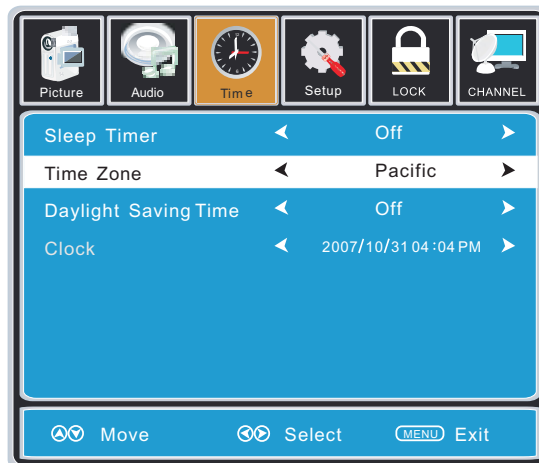 Picture Audio Time Setup LOCK CHANNEL
Sleep Timer Off
Time Zone Pacific
Daylight Saving Time Off
Clock 2007/10/31 04:04 PM
Move Select MENU Exit